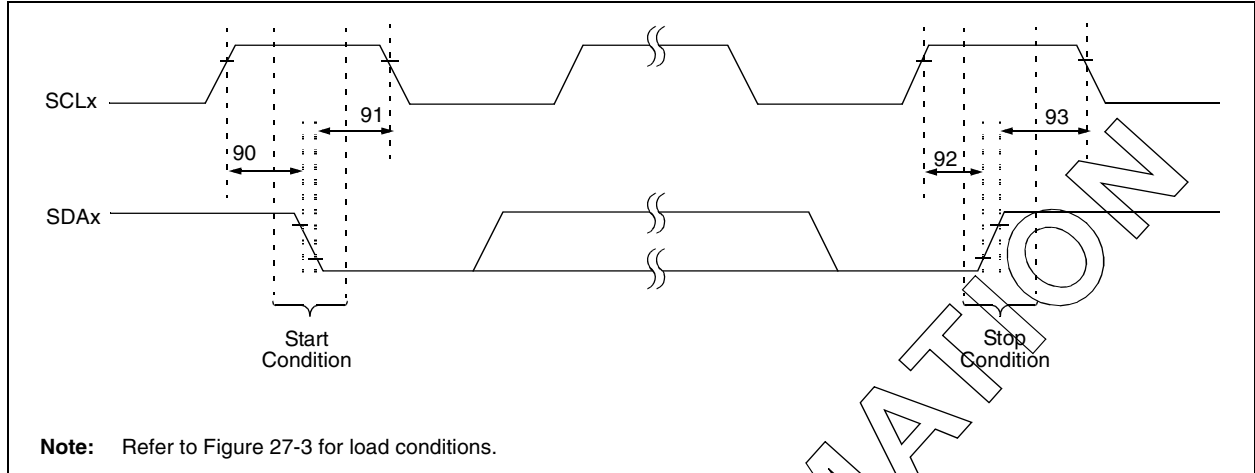 SCLx
91
93
90
92
SDAx
Start
Condition
Stop
Condition
Note: Refer to Figure 27-3 for load conditions.
MATION